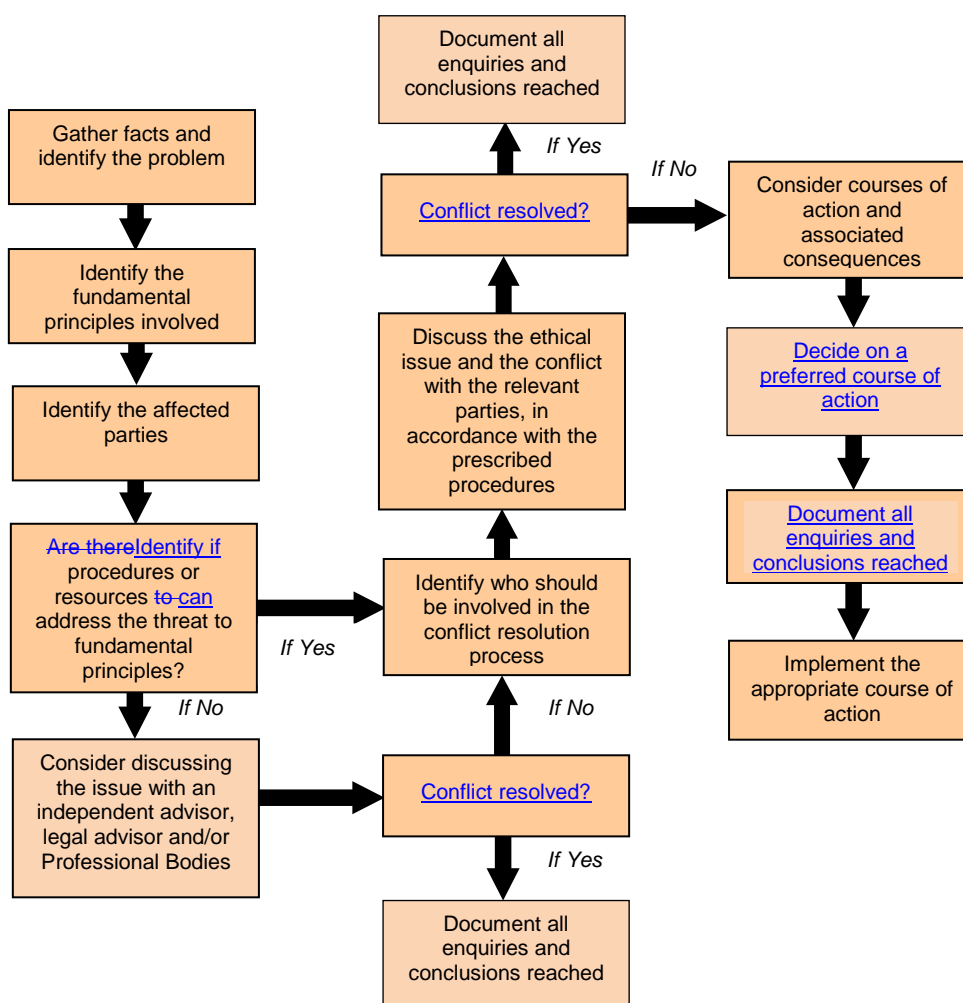 Gather facts and
identify the problem
Identify the
fundamental
principles involved
Identify the affected
parties
Are thereIdentify if
procedures or
resources to can
address the threat to
fundamental
principles?
If Yes
If No
Consider discussing
the issue with an
independent advisor,
legal advisor and/or
Professional Bodies
Document all
enquiries and
conclusions reached
If Yes
Conflict resolved?
If No
Discuss the ethical
issue and the conflict
with the relevant
parties, in
accordance with the
prescribed
procedures
Identify who should
be involved in the
conflict resolution
process
If No
Conflict resolved?
If Yes
Document all
enquiries and
conclusions reached
Consider courses of
action and
associated
consequences
Decide on a
preferred course of
action
Document all
enquiries and
conclusions reached
Implement the
appropriate course of
action